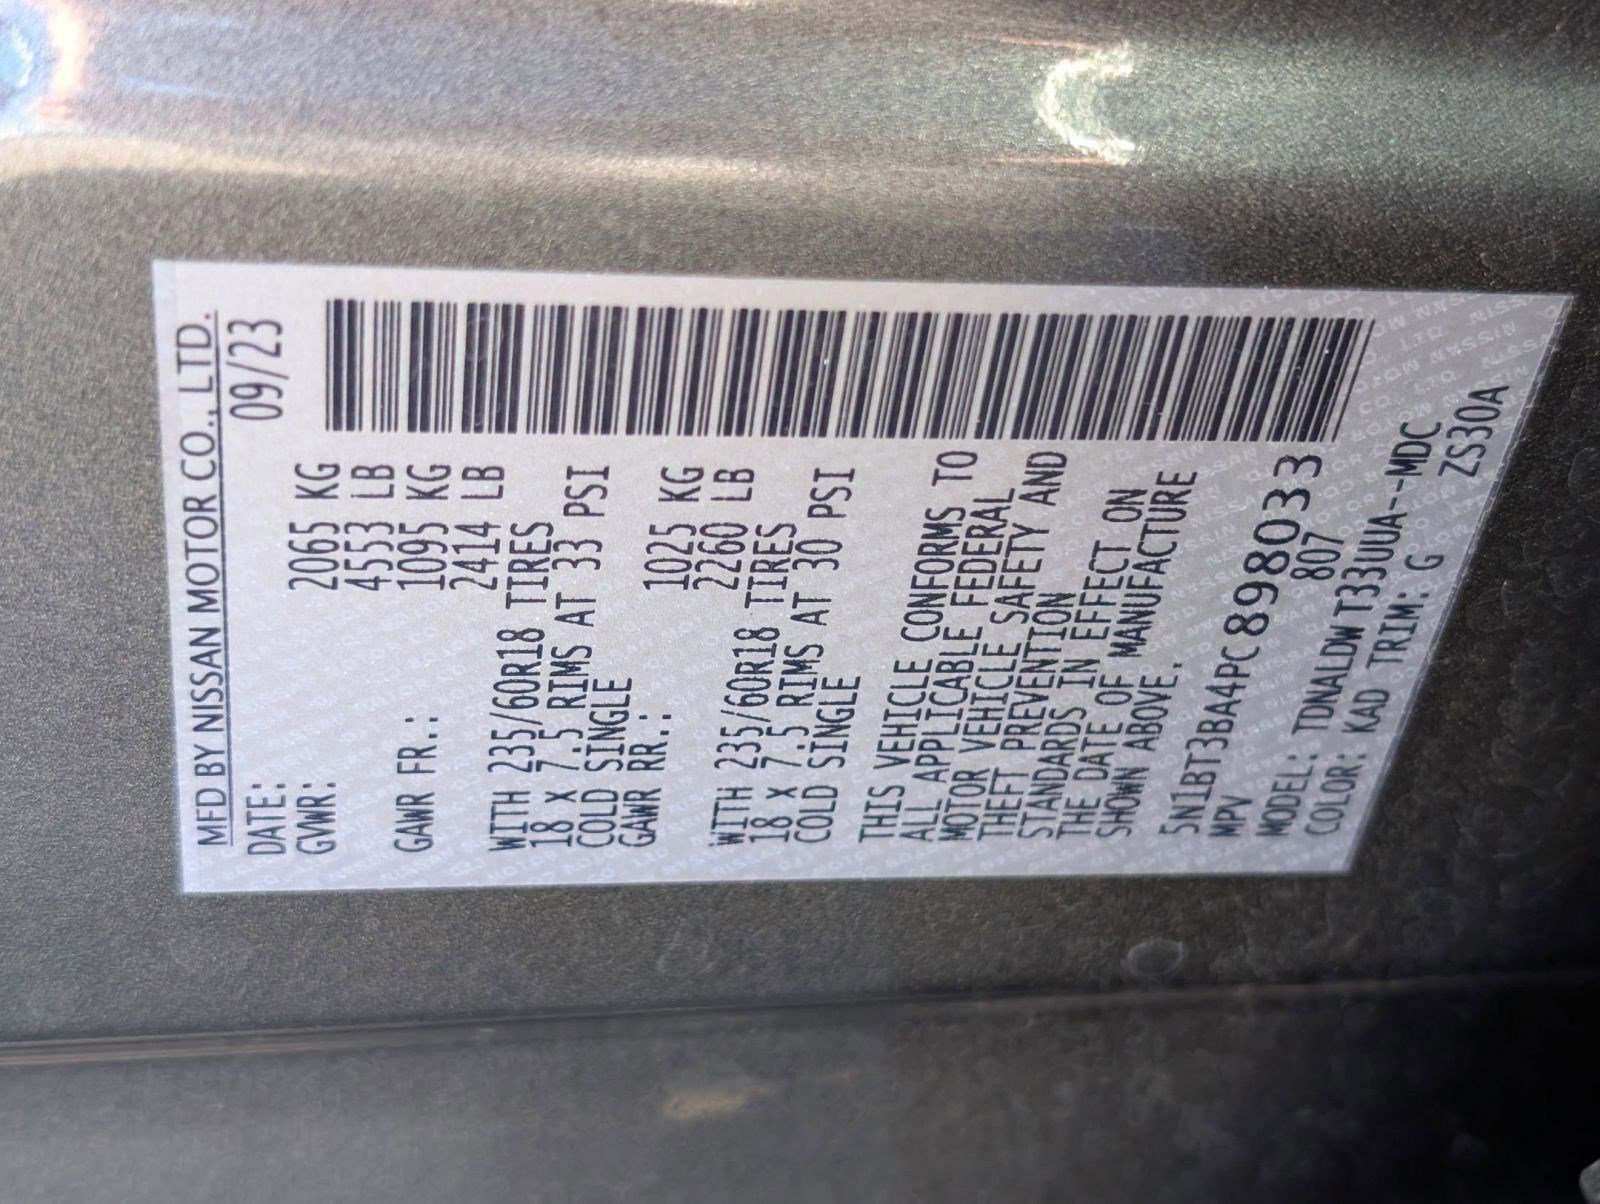 MFD BY NISSAN MOTOR CO., LTD.
DATE: 09/23
GVWR: 2065 KG
4553 LB
GAWR FR.: 1095 KG
2414 LB
WITH 235/60R18 TIRES
18 X 7.5 RIMS AT 33 PSI
COLD SINGLE
GAWR RR.: 1025 KG
2260 LB
WITH 235/60R18 TIRES
18 X 7.5 RIMS AT 30 PSI
COLD SINGLE
THIS VEHICLE CONFORMS TO
ALL APPLICABLE FEDERAL
MOTOR VEHICLE SAFETY AND
THEFT PREVENTION
STANDARDS IN EFFECT ON
THE DATE OF MANUFACTURE
SHOWN ABOVE.
5N1BT3BA4PC898033
MPV 807
MODEL: TDNALDW T33UUA--MDC
COLOR: KAD TRIM: G ZS30A